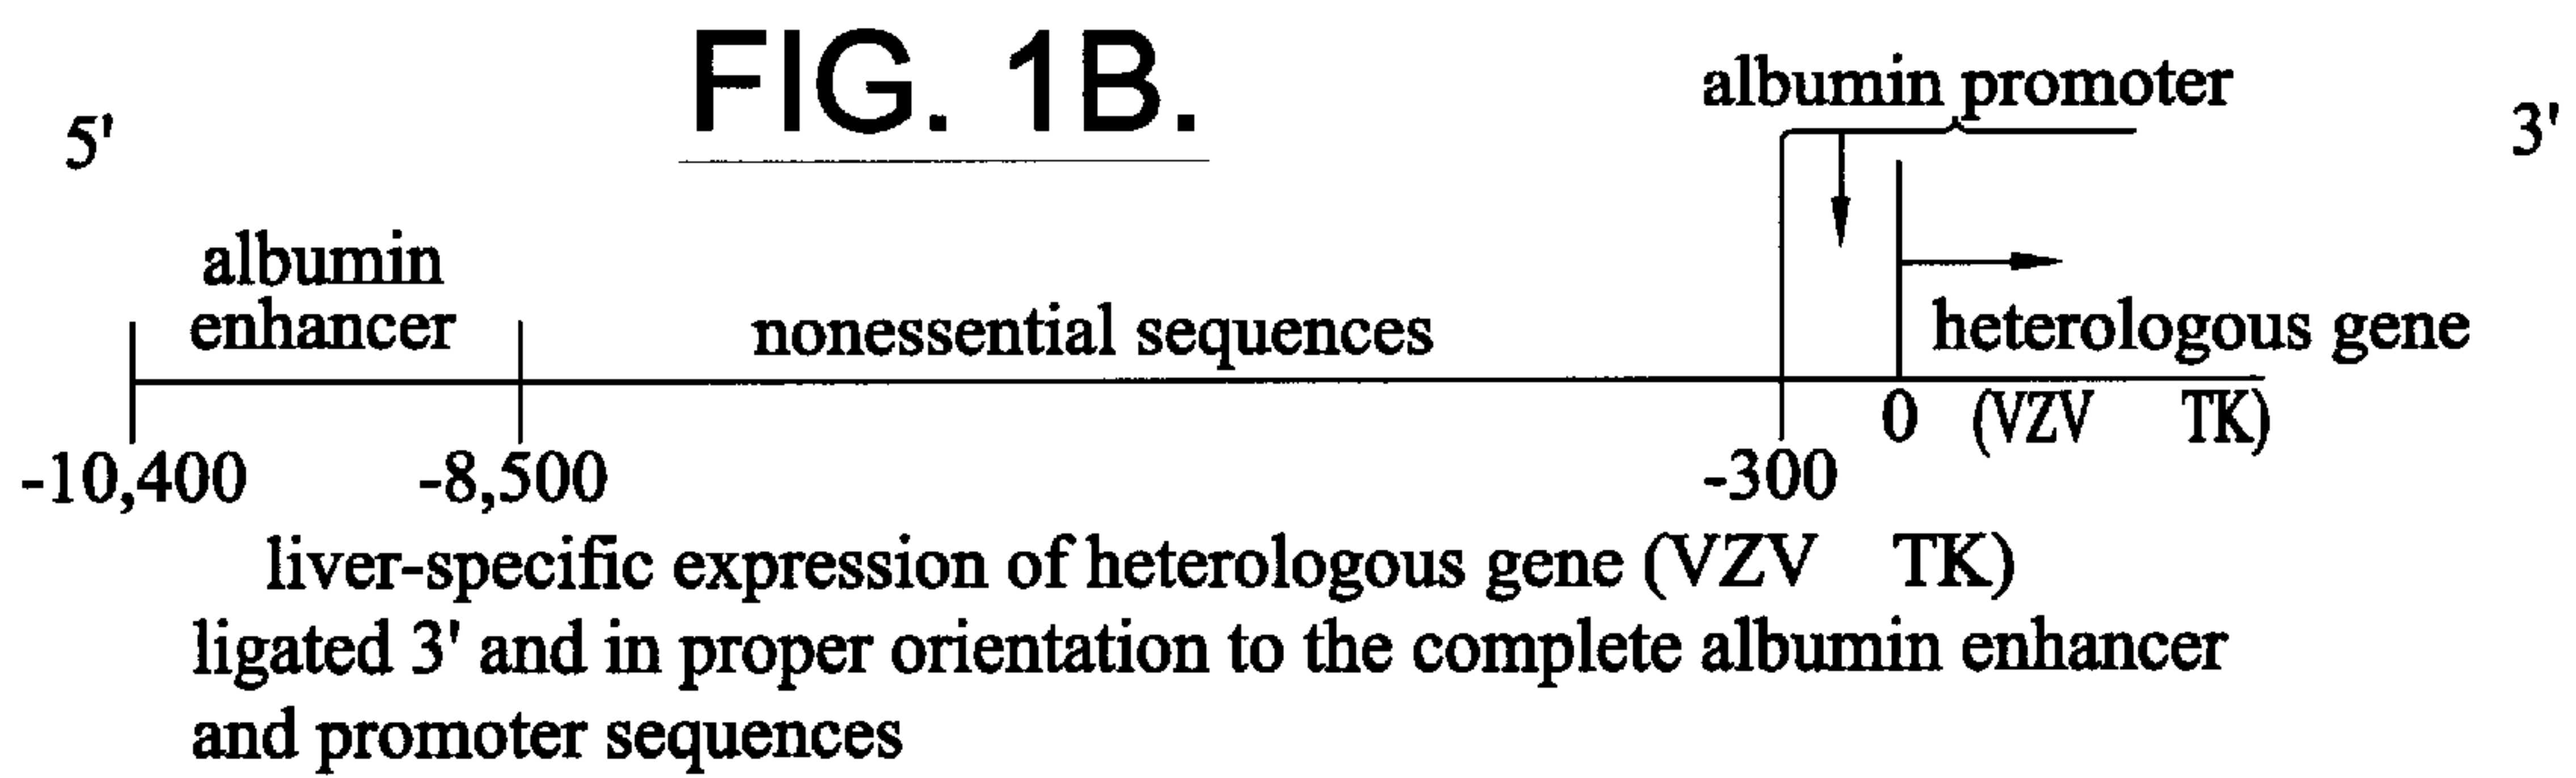 FIG. 1B.
albumin promoter
5'
3'
albumin
enhancer
nonessential sequences
heterologous gene
0 (VZV TK)
-10,400
-8,500
-300
liver-specific expression of heterologous gene (VZV TK)
ligated 3' and in proper orientation to the complete albumin enhancer
and promoter sequences